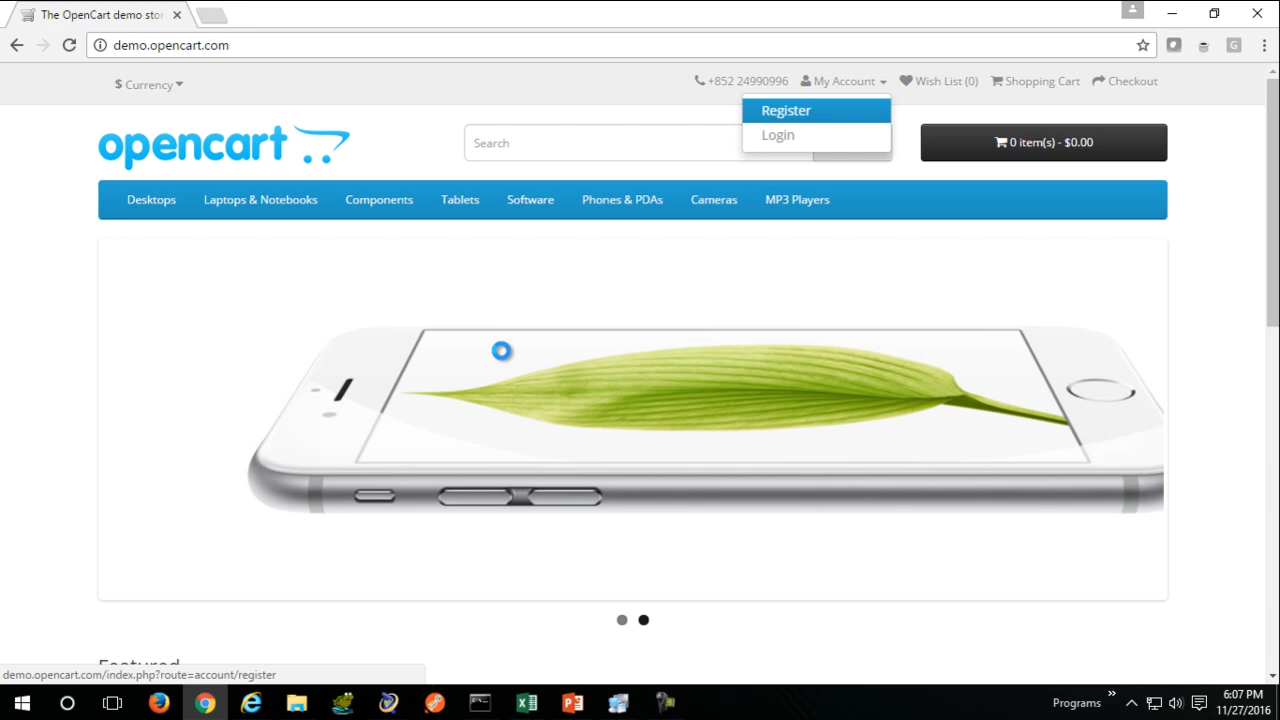 The OpenCart demo stor
demo.opencart.com
$ Currency
+852 24990996 My Account Wish List (0) Shopping Cart Checkout
Register
Login
opencart
Search
0 item(s) - $0.00
Desktops Laptops & Notebooks Components Tablets Software Phones & PDAs Cameras MP3 Players
Featured
demo.opencart.com/index.php?route=account/register
Programs
6:07 PM
11/27/2016